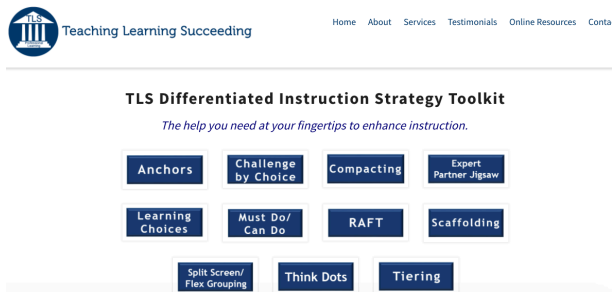 TLS
Teaching Learning Succeeding
Home About Services Testimonials Online Resources Conta
TLS Differentiated Instruction Strategy Toolkit
The help you need at your fingertips to enhance instruction.
Anchors
Challenge
by Choice
Compacting
Expert
Partner Jigsaw
Learning
Choices
Must Do/
Can Do
RAFT
Scaffolding
Split Screen/
Flex Grouping
Think Dots
Tiering